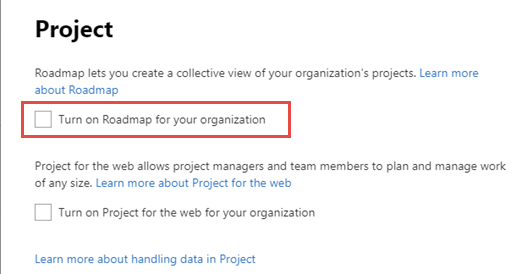 Project
Roadmap lets you create a collective view of your organization's projects. Learn more
about Roadmap
Turn on Roadmap for your organization
Project for the web allows project managers and team members to plan and manage work
of any size. Learn more about Project for the web
Turn on Project for the web for your organization
Learn more about handling data in Project